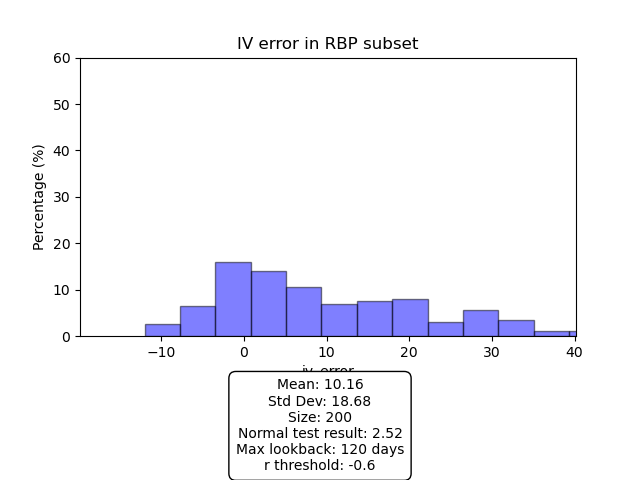 IV error in RBP subset
Percentage (%)
60
50
40
30
20
10
0
−10 0 10 20 30 40
iv_error
Mean: 10.16
Std Dev: 18.68
Size: 200
Normal test result: 2.52
Max lookback: 120 days
r threshold: -0.6